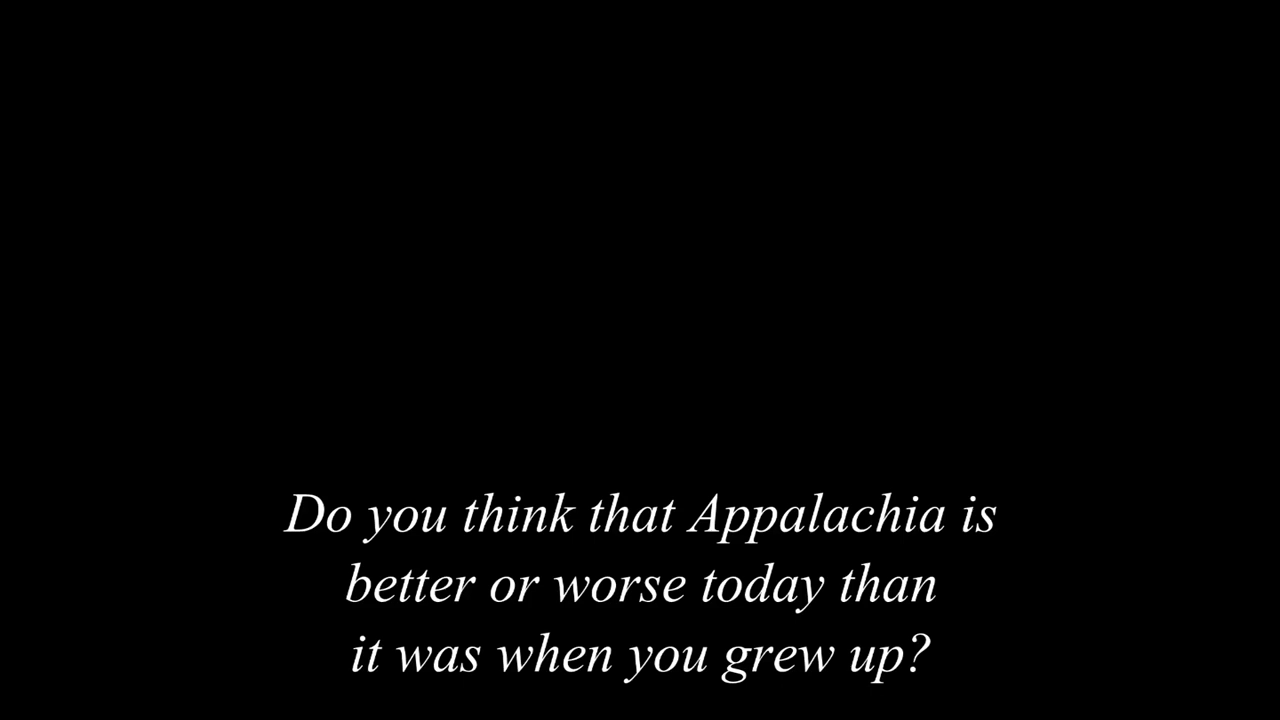 Do you think that Appalachia is
better or worse today than
it was when you grew up?